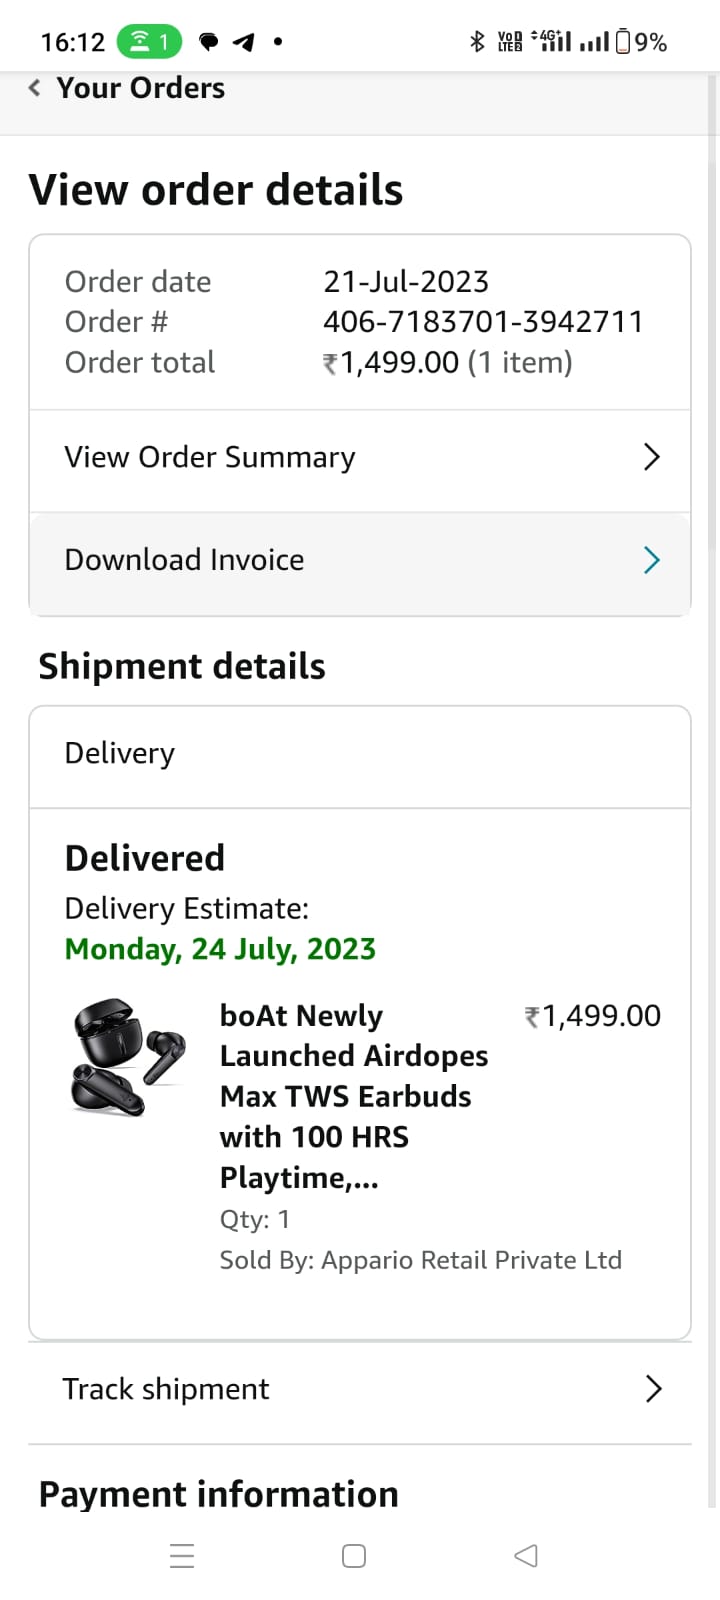 16:12 1 VoD LTE 4G+ 9%
Your Orders
View order details
Order date 21-Jul-2023
Order # 406-7183701-3942711
Order total ₹1,499.00 (1 item)
View Order Summary
Download Invoice
Shipment details
Delivery
Delivered
Delivery Estimate:
Monday, 24 July, 2023
boAt Newly ₹1,499.00
Launched Airdopes
Max TWS Earbuds
with 100 HRS
Playtime,...
Qty: 1
Sold By: Appario Retail Private Ltd
Track shipment
Payment information